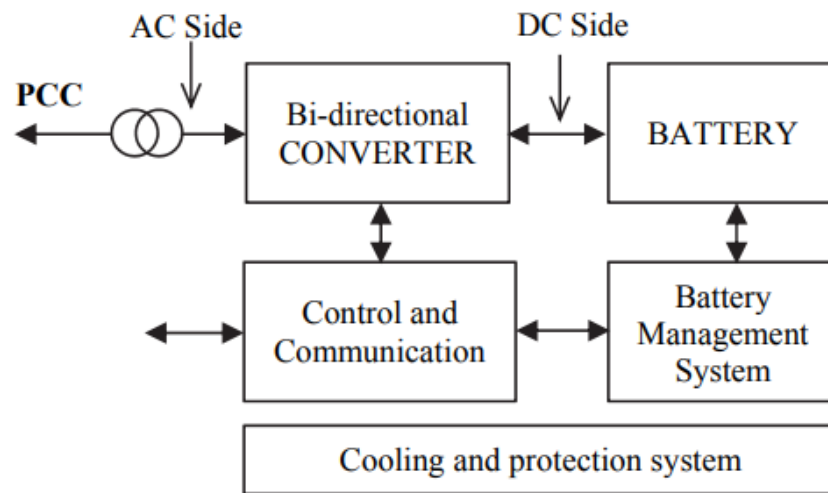 AC Side
DC Side
PCC
Bi-directional
CONVERTER
BATTERY
Control and
Communication
Battery
Management
System
Cooling and protection system